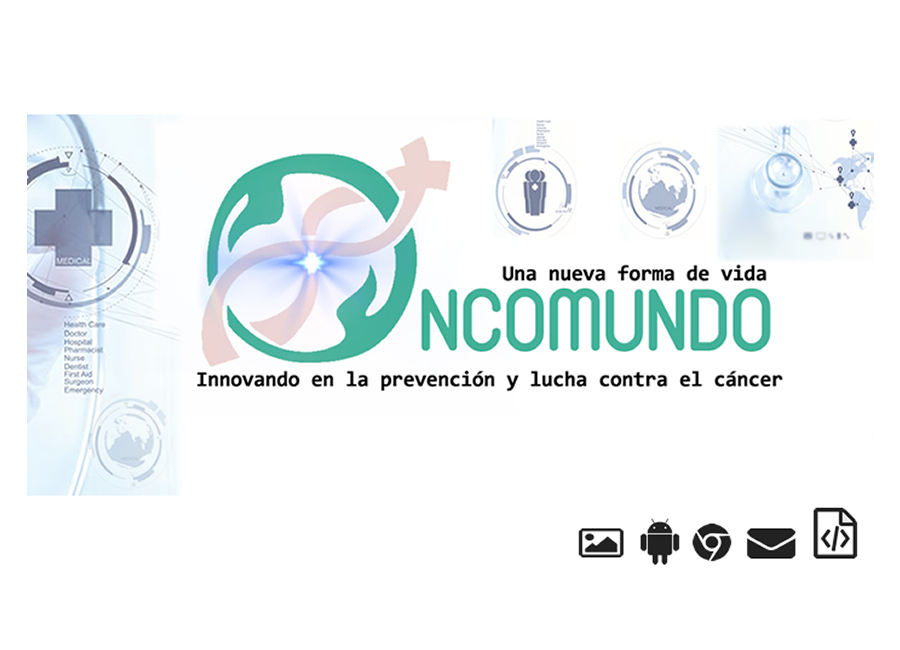 MEDICAL
Health Care
Doctor
Hospital
Pharmacist
Nurse
Dentist
First Aid
Surgeon
Emergency
Una nueva forma de vida
ONCOMUNDO
Innovando en la prevención y lucha contra el cáncer